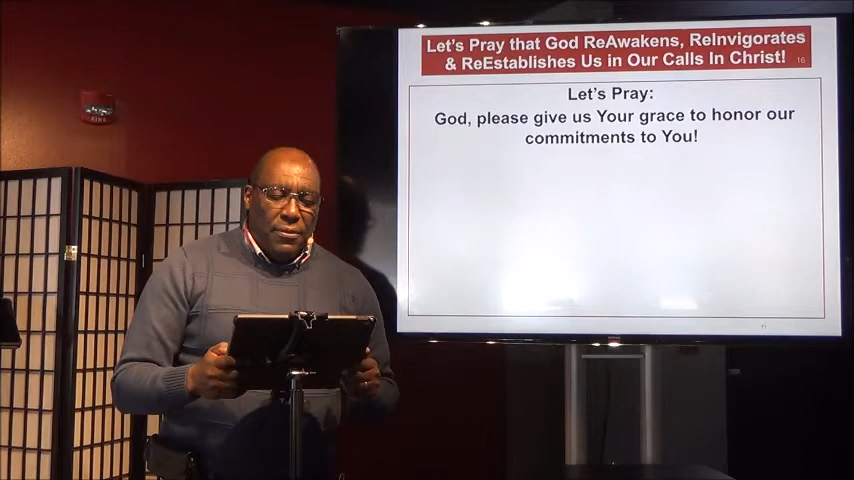 Let's Pray that God ReAwakens, ReInvigorates
& ReEstablishes Us in Our Calls In Christ!
16
Let's Pray:
God, please give us Your grace to honor our
commitments to You!